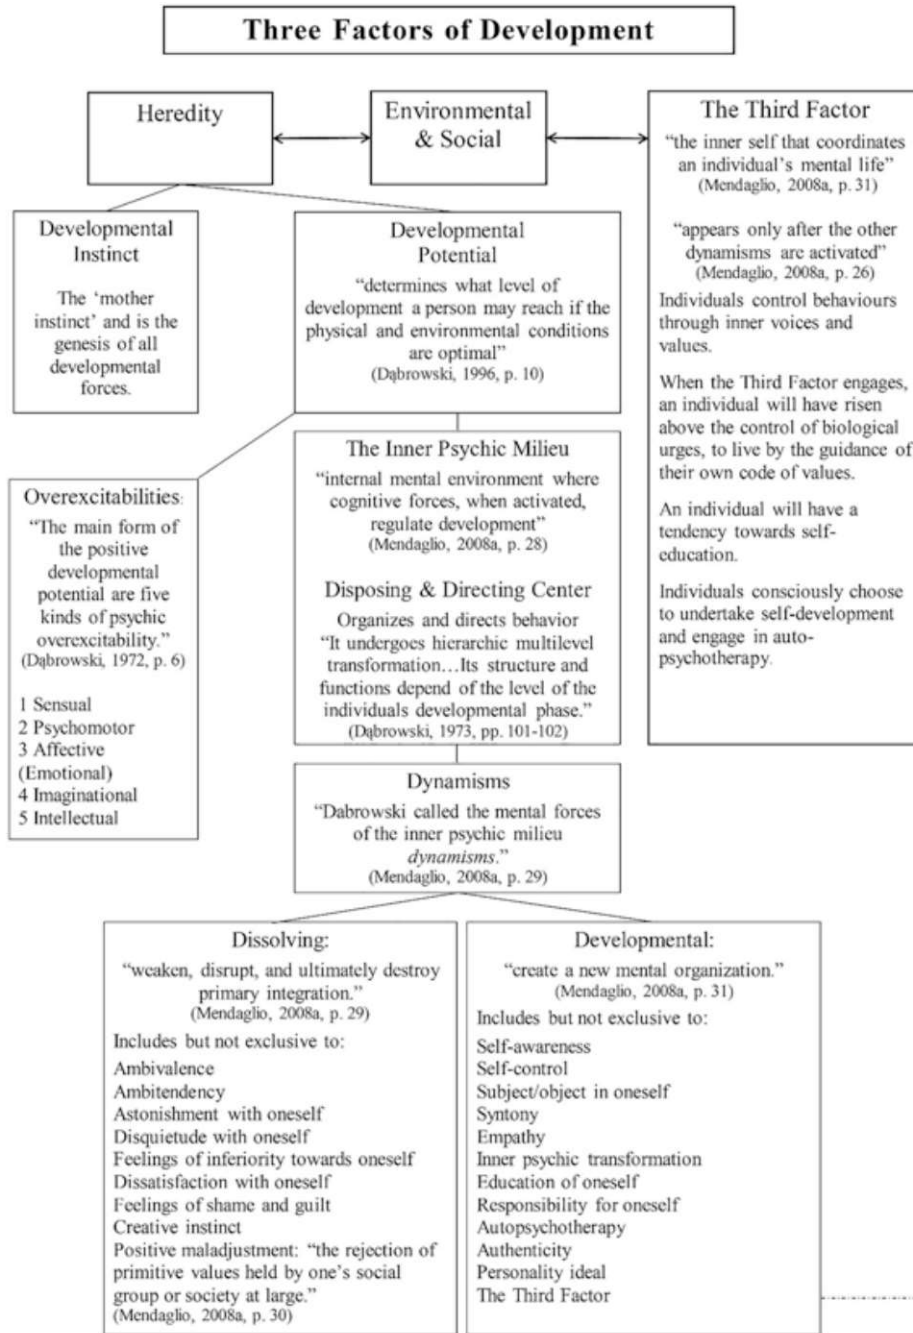 Three Factors of Development
Heredity
Environmental
& Social
The Third Factor
“the inner self that coordinates
an individual’s mental life”
(Mendaglio, 2008a, p. 31)
“appears only after the other
dynamisms are activated”
(Mendaglio, 2008a, p. 26)
Individuals control behaviours
through inner voices and
values.
When the Third Factor engages,
an individual will have risen
above the control of biological
urges, to live by the guidance of
their own code of values.
An individual will have a
tendency towards self-
education.
Individuals consciously choose
to undertake self-development
and engage in auto-
psychotherapy.
Developmental
Instinct
The ‘mother
instinct’ and is the
genesis of all
developmental
forces.
Developmental
Potential
“determines what level of
development a person may reach if the
physical and environmental conditions
are optimal”
(Dąbrowski, 1996, p. 10)
Overexcitabilities:
“The main form of
the positive
developmental
potential are five
kinds of psychic
overexcitability.”
(Dąbrowski, 1972, p. 6)
1 Sensual
2 Psychomotor
3 Affective
(Emotional)
4 Imaginational
5 Intellectual
The Inner Psychic Milieu
“internal mental environment where
cognitive forces, when activated,
regulate development”
(Mendaglio, 2008a, p. 28)
Disposing & Directing Center
Organizes and directs behavior
“It undergoes hierarchic multilevel
transformation…Its structure and
functions depend of the level of the
individuals developmental phase.”
(Dąbrowski, 1973, pp. 101-102)
Dynamisms
“Dabrowski called the mental forces
of the inner psychic milieu
dynamisms.”
(Mendaglio, 2008a, p. 29)
Dissolving:
“weaken, disrupt, and ultimately destroy
primary integration.”
(Mendaglio, 2008a, p. 29)
Includes but not exclusive to:
Ambivalence
Ambitendency
Astonishment with oneself
Disquietude with oneself
Feelings of inferiority towards oneself
Dissatisfaction with oneself
Feelings of shame and guilt
Creative instinct
Positive maladjustment: “the rejection of
primitive values held by one’s social
group or society at large.”
(Mendaglio, 2008a, p. 30)
Developmental:
“create a new mental organization.”
(Mendaglio, 2008a, p. 31)
Includes but not exclusive to:
Self-awareness
Self-control
Subject/object in oneself
Syntony
Empathy
Inner psychic transformation
Education of oneself
Responsibility for oneself
Autopsychotherapy
Authenticity
Personality ideal
The Third Factor